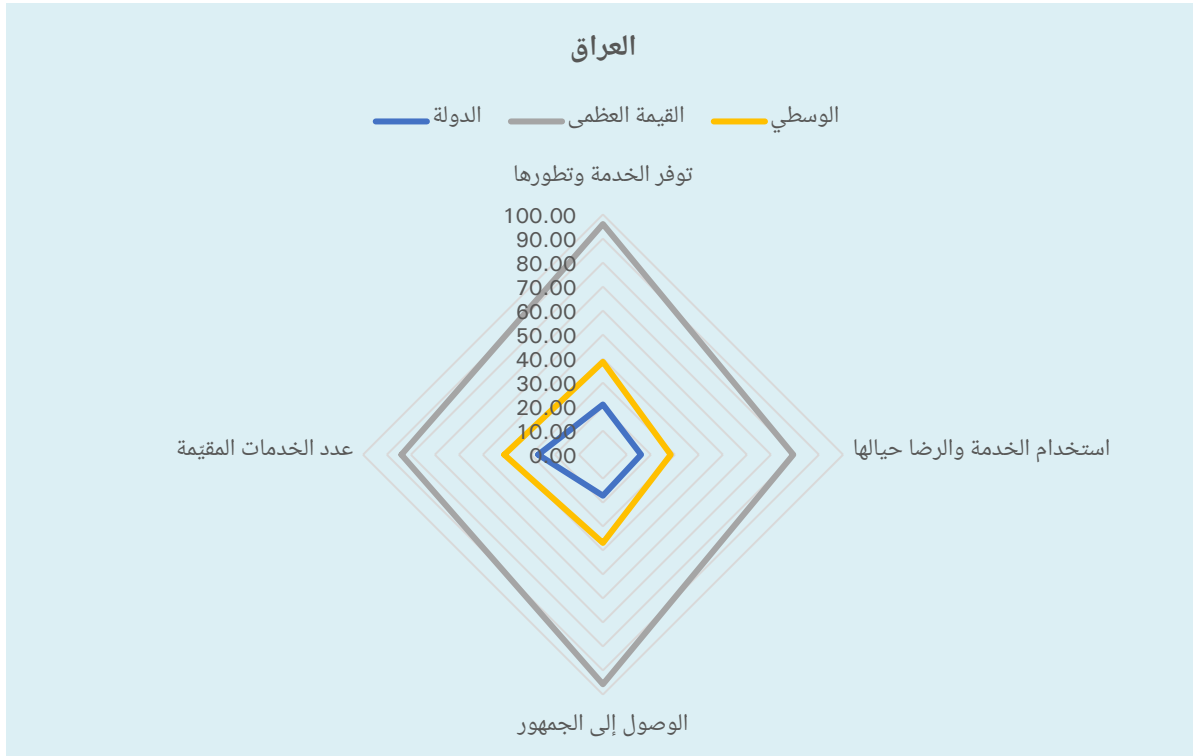 العراق
الوسطي القيمة العظمى الدولة
توفر الخدمة وتطورها
100.00
90.00
80.00
70.00
60.00
50.00
40.00
30.00
20.00
10.00
0.00
استخدام الخدمة والرضا حيالها
عدد الخدمات المقيّمة
الوصول إلى الجمهور